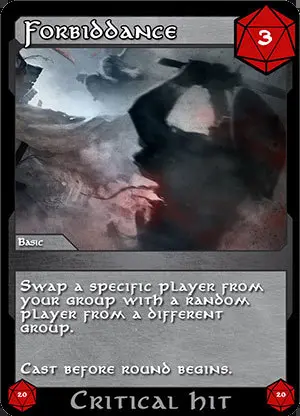 Forbiddance
3
Basic
Swap a specific player from
your group with a random
player from a different
group.
Cast before round begins.
20
Critical Hit
20